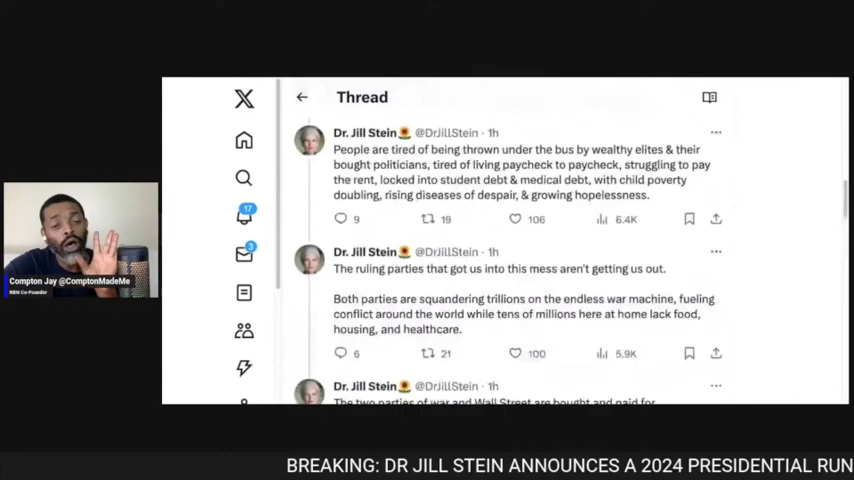 Thread
Dr. Jill Stein🌻 @DrJillStein · 1h
People are tired of being thrown under the bus by wealthy elites & their
bought politicians, tired of living paycheck to paycheck, struggling to pay
the rent, locked into student debt & medical debt, with child poverty
doubling, rising diseases of despair, & growing hopelessness.
9 19 106 6.4K
17
Dr. Jill Stein🌻 @DrJillStein · 1h
The ruling parties that got us into this mess aren't getting us out.
3
Both parties are squandering trillions on the endless war machine, fueling
conflict around the world while tens of millions here at home lack food,
housing, and healthcare.
6 21 100 5.9K
Compton Jay @ComptonMadeMe
RBN Co-Founder
Dr. Jill Stein🌻 @DrJillStein · 1h
The two parties of war and Wall Street are bought and paid for
BREAKING: DR JILL STEIN ANNOUNCES A 2024 PRESIDENTIAL RUN